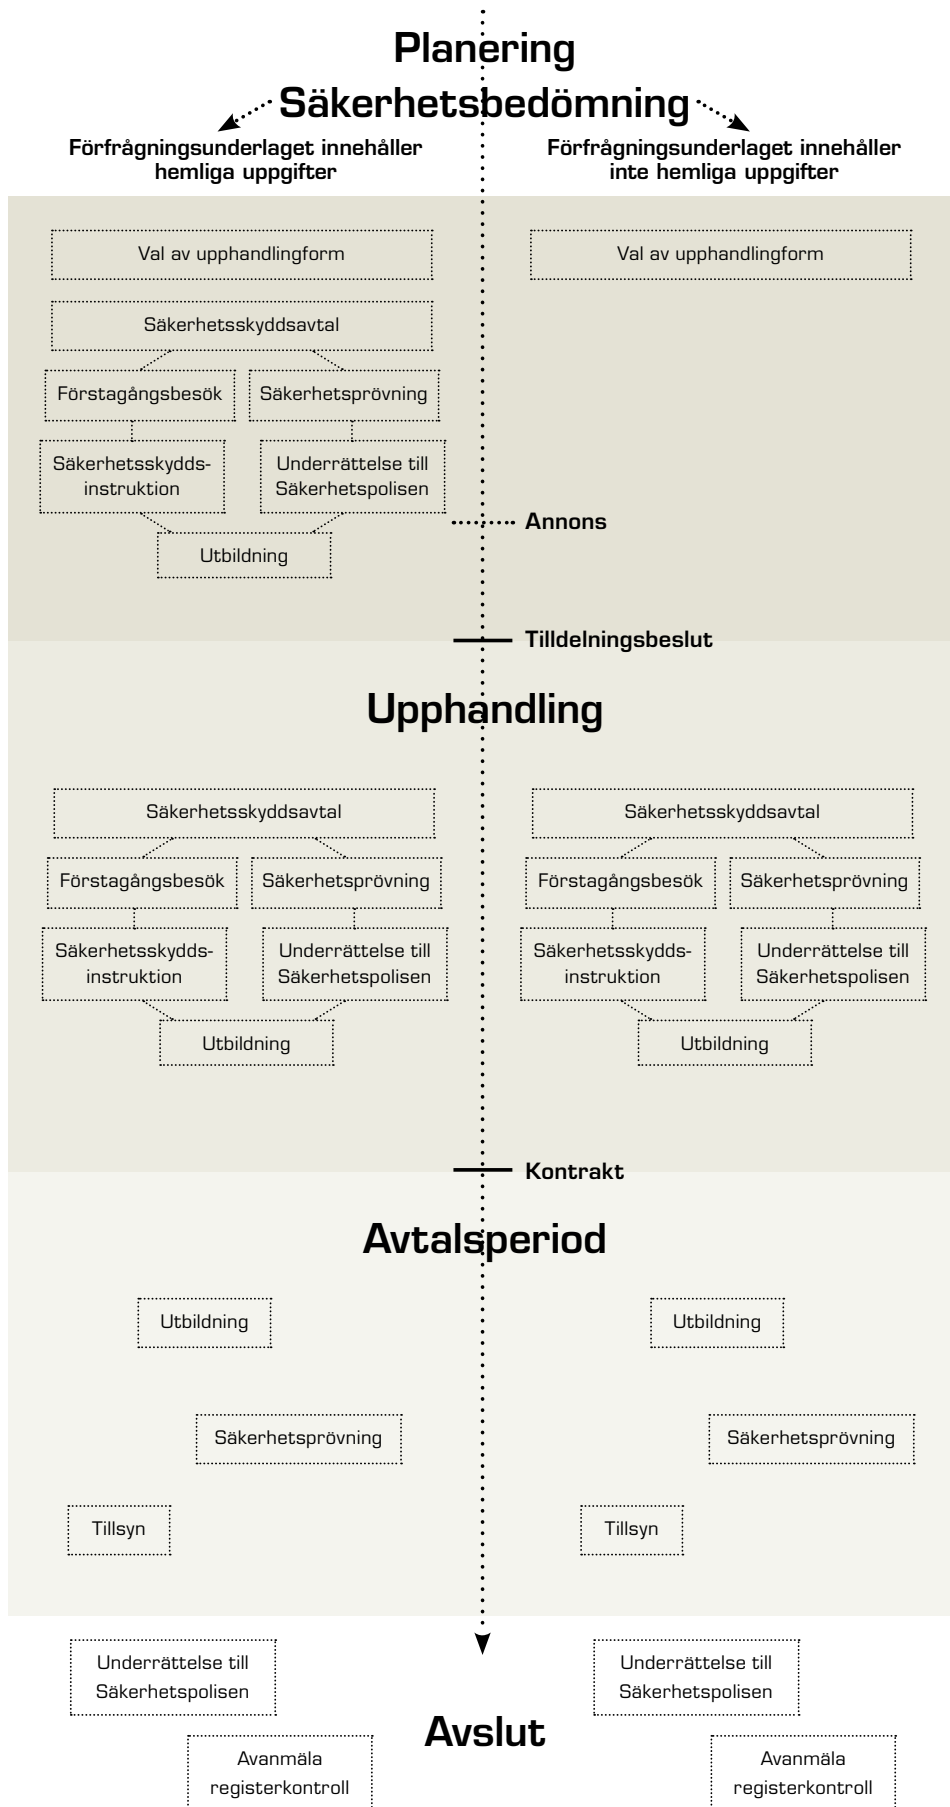 Planering
Säkerhetsbedömning
Förfrågningsunderlaget innehåller
hemliga uppgifter
Förfrågningsunderlaget innehåller
inte hemliga uppgifter
Val av upphandlingform
Val av upphandlingform
Säkerhetsskyddsavtal
Förstagångsbesök
Säkerhetsprövning
Säkerhetsskydds-
instruktion
Underrättelse till
Säkerhetspolisen
Annons
Utbildning
Tilldelningsbeslut
Upphandling
Säkerhetsskyddsavtal
Förstagångsbesök
Säkerhetsprövning
Säkerhetsskydds-
instruktion
Underrättelse till
Säkerhetspolisen
Utbildning
Säkerhetsskyddsavtal
Förstagångsbesök
Säkerhetsprövning
Säkerhetsskydds-
instruktion
Underrättelse till
Säkerhetspolisen
Utbildning
Kontrakt
Avtalsperiod
Utbildning
Säkerhetsprövning
Tillsyn
Utbildning
Säkerhetsprövning
Tillsyn
Underrättelse till
Säkerhetspolisen
Underrättelse till
Säkerhetspolisen
Avslut
Avanmäla
registerkontroll
Avanmäla
registerkontroll